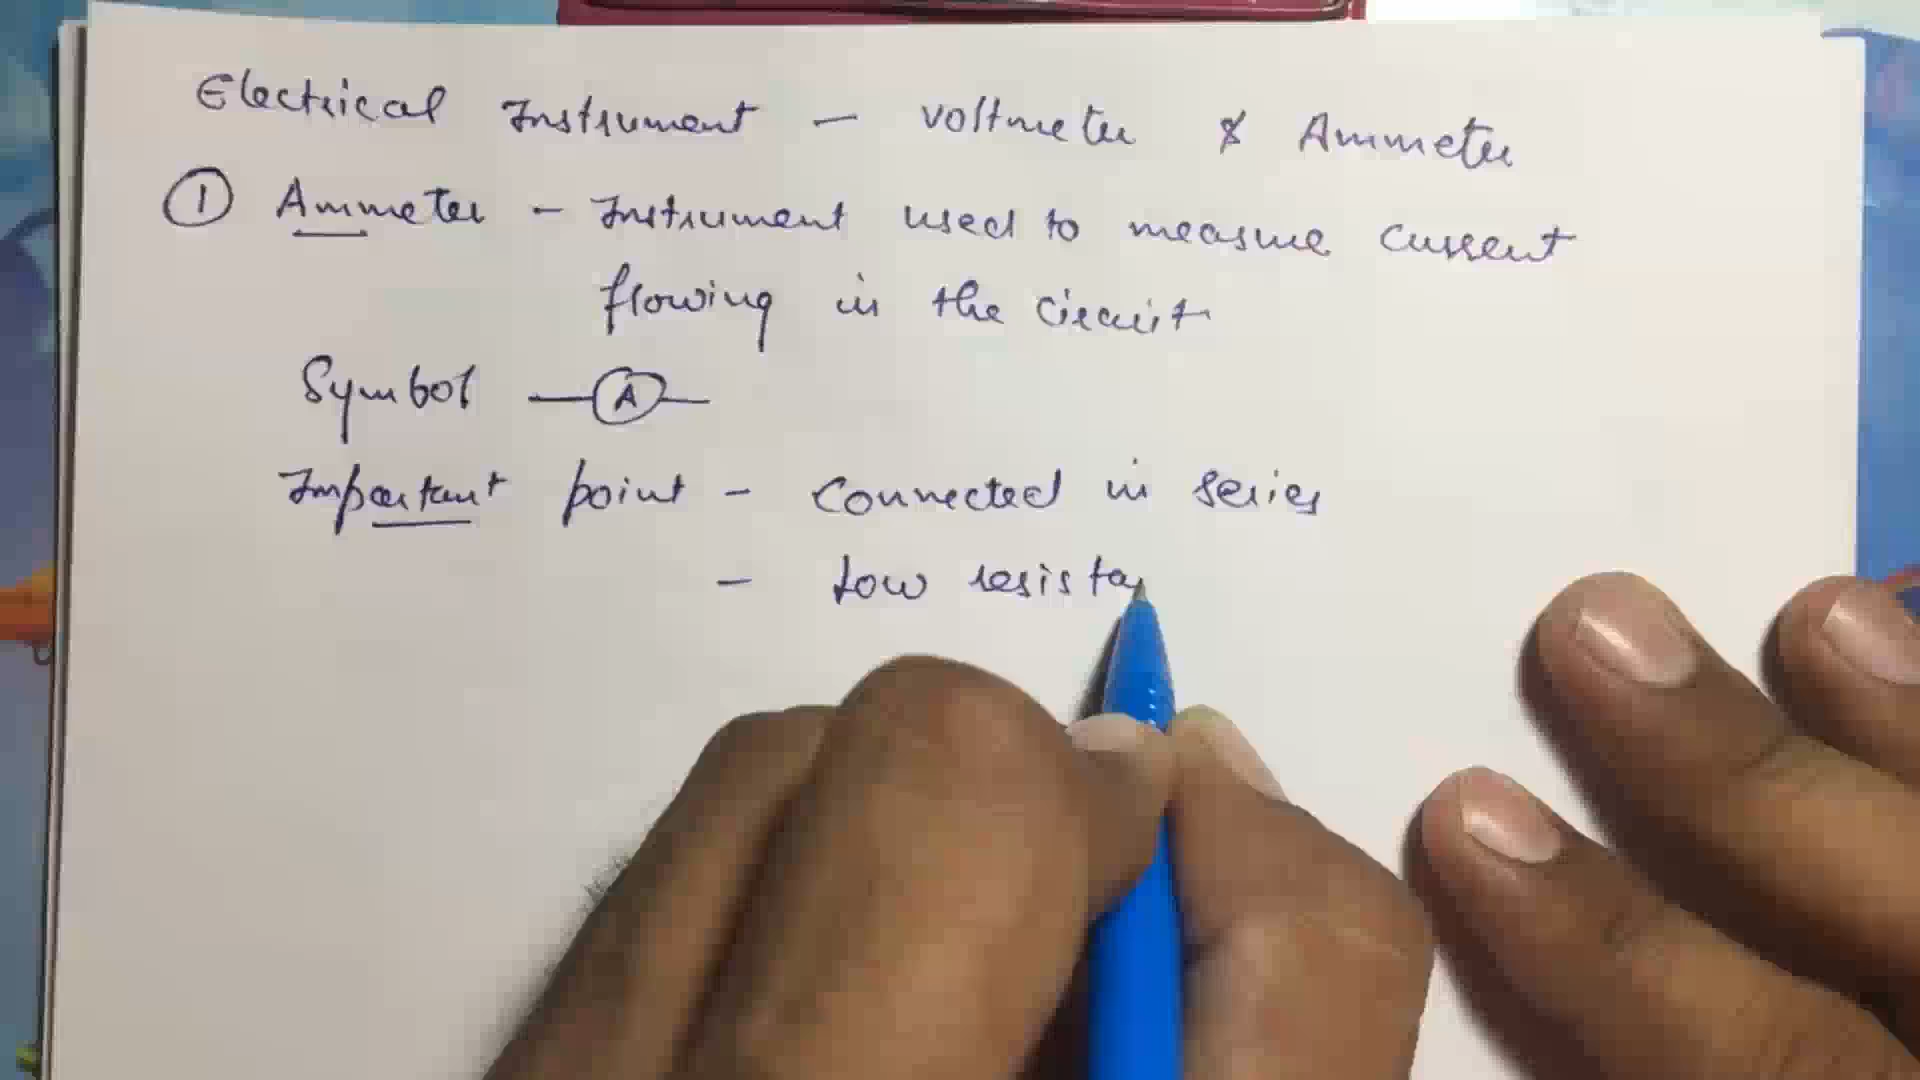 Electrical Instrument - Voltmeter & Ammeter
① Ammeter - Instrument used to measure current
flowing in the circuit
Symbol —Ⓐ—
Important point - Connected in series
- Low resista